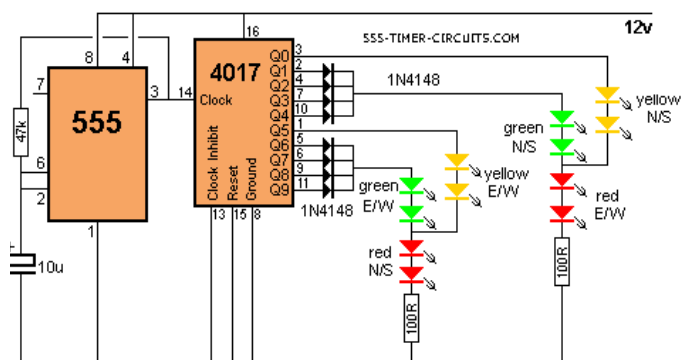 555-TIMER-CIRCUITS.COM
12v
8
4
16
7
3
14
4017
Clock
555
47k
6
2
1
10u
+
Q0 3
Q1 2
Q2 4
Q3 7
Q4 10
Q5 1
Q6 5
Q7 6
Q8 9
Q9 11
Clock Inhibit
Reset
Ground
13
15
8
1N4148
1N4148
green
E/W
yellow
E/W
red
N/S
100R
green
N/S
yellow
N/S
red
E/W
100R